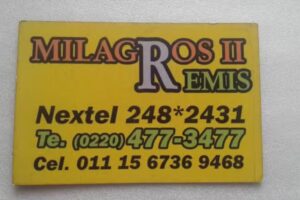 MILAGROS II
REMIS
Nextel 248*2431
Te. (0220) 477-3477
Cel. 011 15 6736 9468